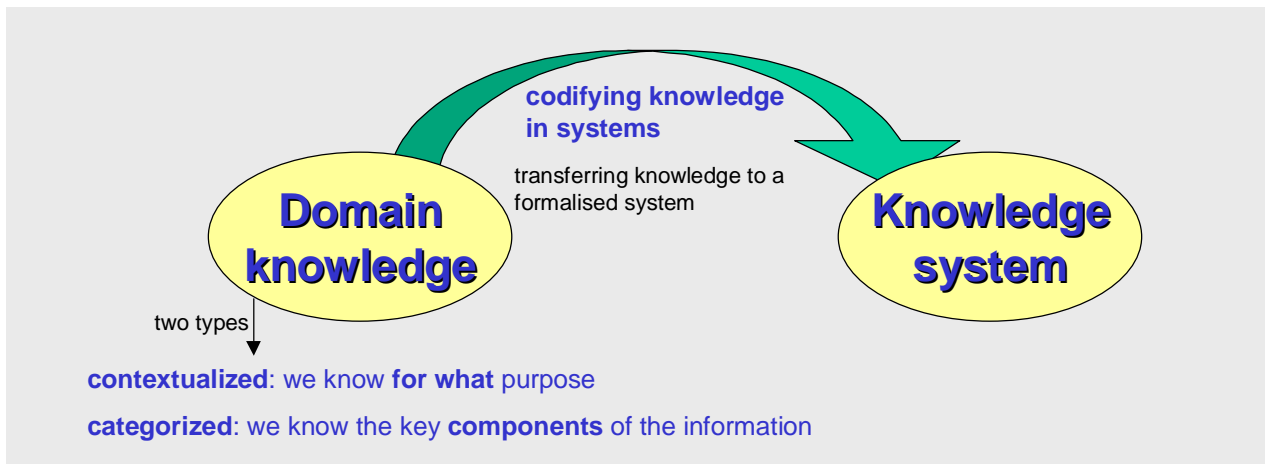 codifying knowledge
in systems
transferring knowledge to a
formalised system
Domain
knowledge
Knowledge
system
two types
contextualized: we know for what purpose
categorized: we know the key components of the information